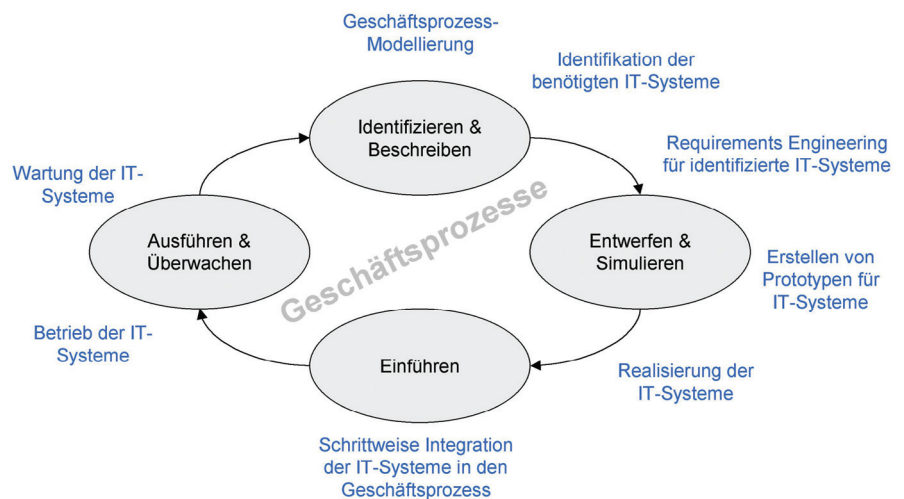 Geschäftsprozess-
Modellierung
Identifikation der
benötigten IT-Systeme
Identifizieren &
Beschreiben
Requirements Engineering
für identifizierte IT-Systeme
Wartung der IT-
Systeme
Ausführen &
Überwachen
Geschäftsprozesse
Entwerfen &
Simulieren
Erstellen von
Prototypen für
IT-Systeme
Betrieb der IT-
Systeme
Einführen
Realisierung der
IT-Systeme
Schrittweise Integration
der IT-Systeme in den
Geschäftsprozess